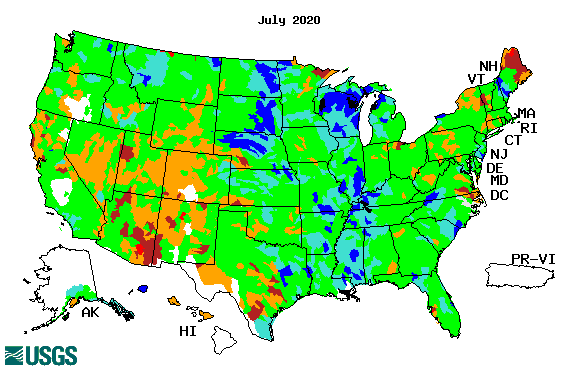 July 2020
NH
VT
MA
RI
CT
NJ
DE
MD
DC
PR-VI
AK
HI
USGS